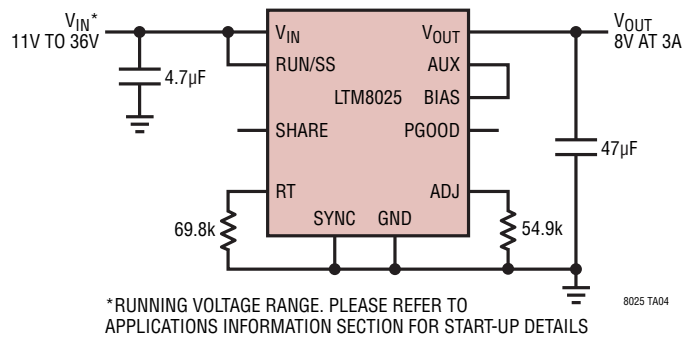 VIN*
11V TO 36V
4.7µF
VIN
RUN/SS
SHARE
RT
SYNC
GND
LTM8025
VOUT
AUX
BIAS
PGOOD
ADJ
VOUT
8V AT 3A
47µF
69.8k
54.9k
*RUNNING VOLTAGE RANGE. PLEASE REFER TO
APPLICATIONS INFORMATION SECTION FOR START-UP DETAILS
8025 TA04